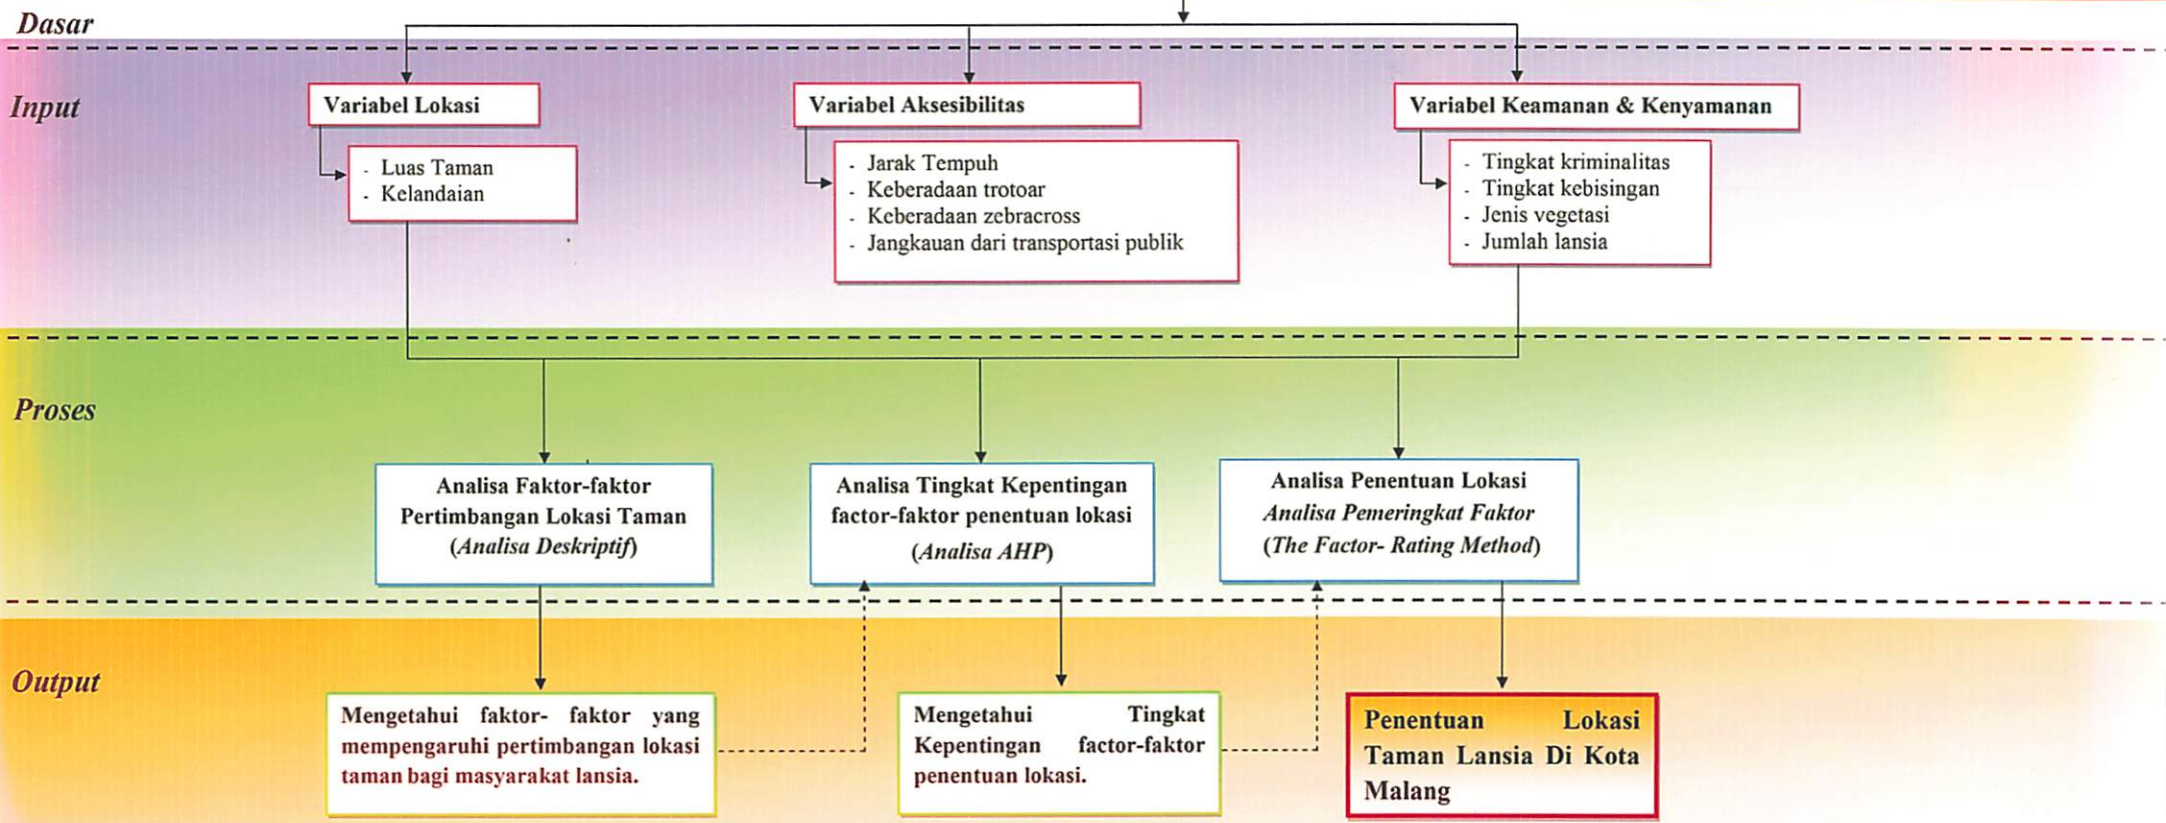 Dasar
Input
Variabel Lokasi
- Luas Taman
- Kelandaian
Variabel Aksesibilitas
- Jarak Tempuh
- Keberadaan trotoar
- Keberadaan zebracross
- Jangkauan dari transportasi publik
Variabel Keamanan & Kenyamanan
- Tingkat kriminalitas
- Tingkat kebisingan
- Jenis vegetasi
- Jumlah lansia
Proses
Analisa Faktor-faktor
Pertimbangan Lokasi Taman
(Analisa Deskriptif)
Analisa Tingkat Kepentingan
factor-faktor penentuan lokasi
(Analisa AHP)
Analisa Penentuan Lokasi
Analisa Pemeringkat Faktor
(The Factor- Rating Method)
Output
Mengetahui faktor- faktor yang
mempengaruhi pertimbangan lokasi
taman bagi masyarakat lansia.
Mengetahui Tingkat
Kepentingan factor-faktor
penentuan lokasi.
Penentuan Lokasi
Taman Lansia Di Kota
Malang